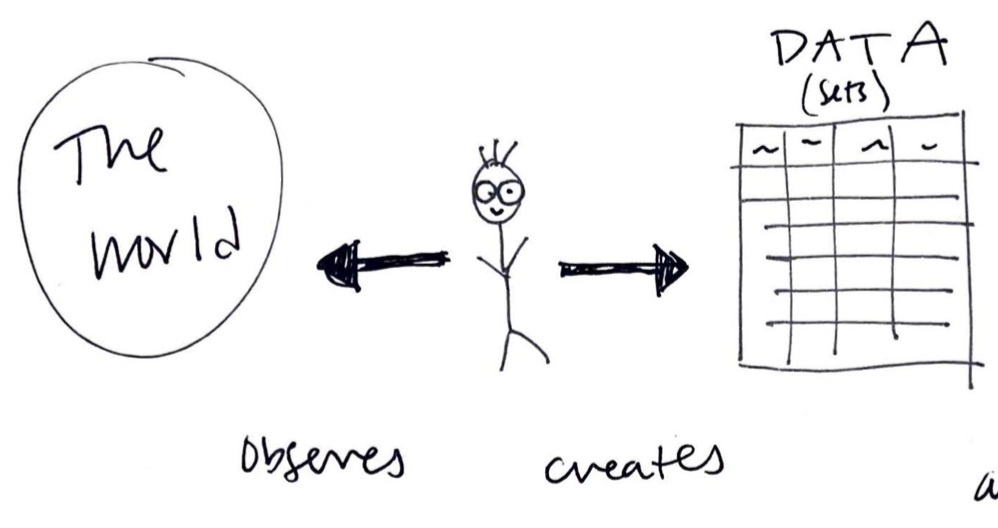 The
world
DATA
(sets)
~ ~ ~ ~
observes
creates